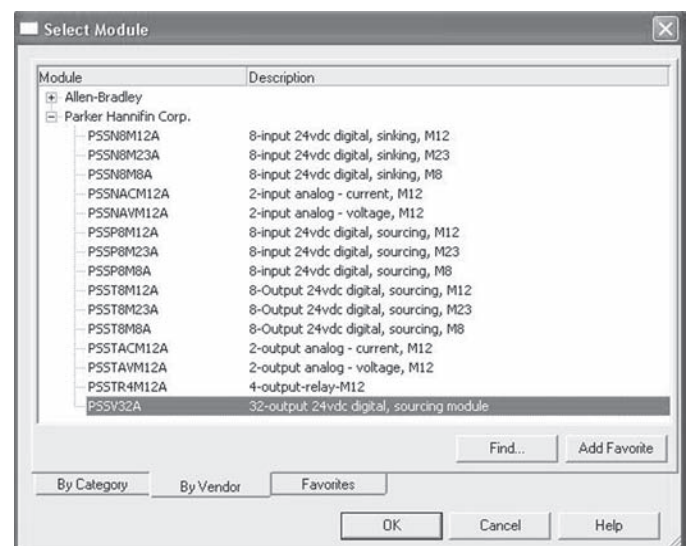 Select Module
Module Description
Allen-Bradley
Parker Hannifin Corp.
PSSN8M12A 8-input 24vdc digital, sinking, M12
PSSN8M23A 8-input 24vdc digital, sinking, M23
PSSN8M8A 8-input 24vdc digital, sinking, M8
PSSNACM12A 2-input analog - current, M12
PSSNAVM12A 2-input analog - voltage, M12
PSSP8M12A 8-input 24vdc digital, sourcing, M12
PSSP8M23A 8-input 24vdc digital, sourcing, M23
PSSP8M8A 8-input 24vdc digital, sourcing, M8
PSST8M12A 8-Output 24vdc digital, sourcing, M12
PSST8M23A 8-Output 24vdc digital, sourcing, M23
PSST8M8A 8-Output 24vdc digital, sourcing, M8
PSSTACM12A 2-output analog - current, M12
PSSTAVM12A 2-output analog - voltage, M12
PSSTR4M12A 4-output-relay-M12
PSSV32A 32-output 24vdc digital, sourcing module
Find... Add Favorite
By Category By Vendor Favorites
OK Cancel Help